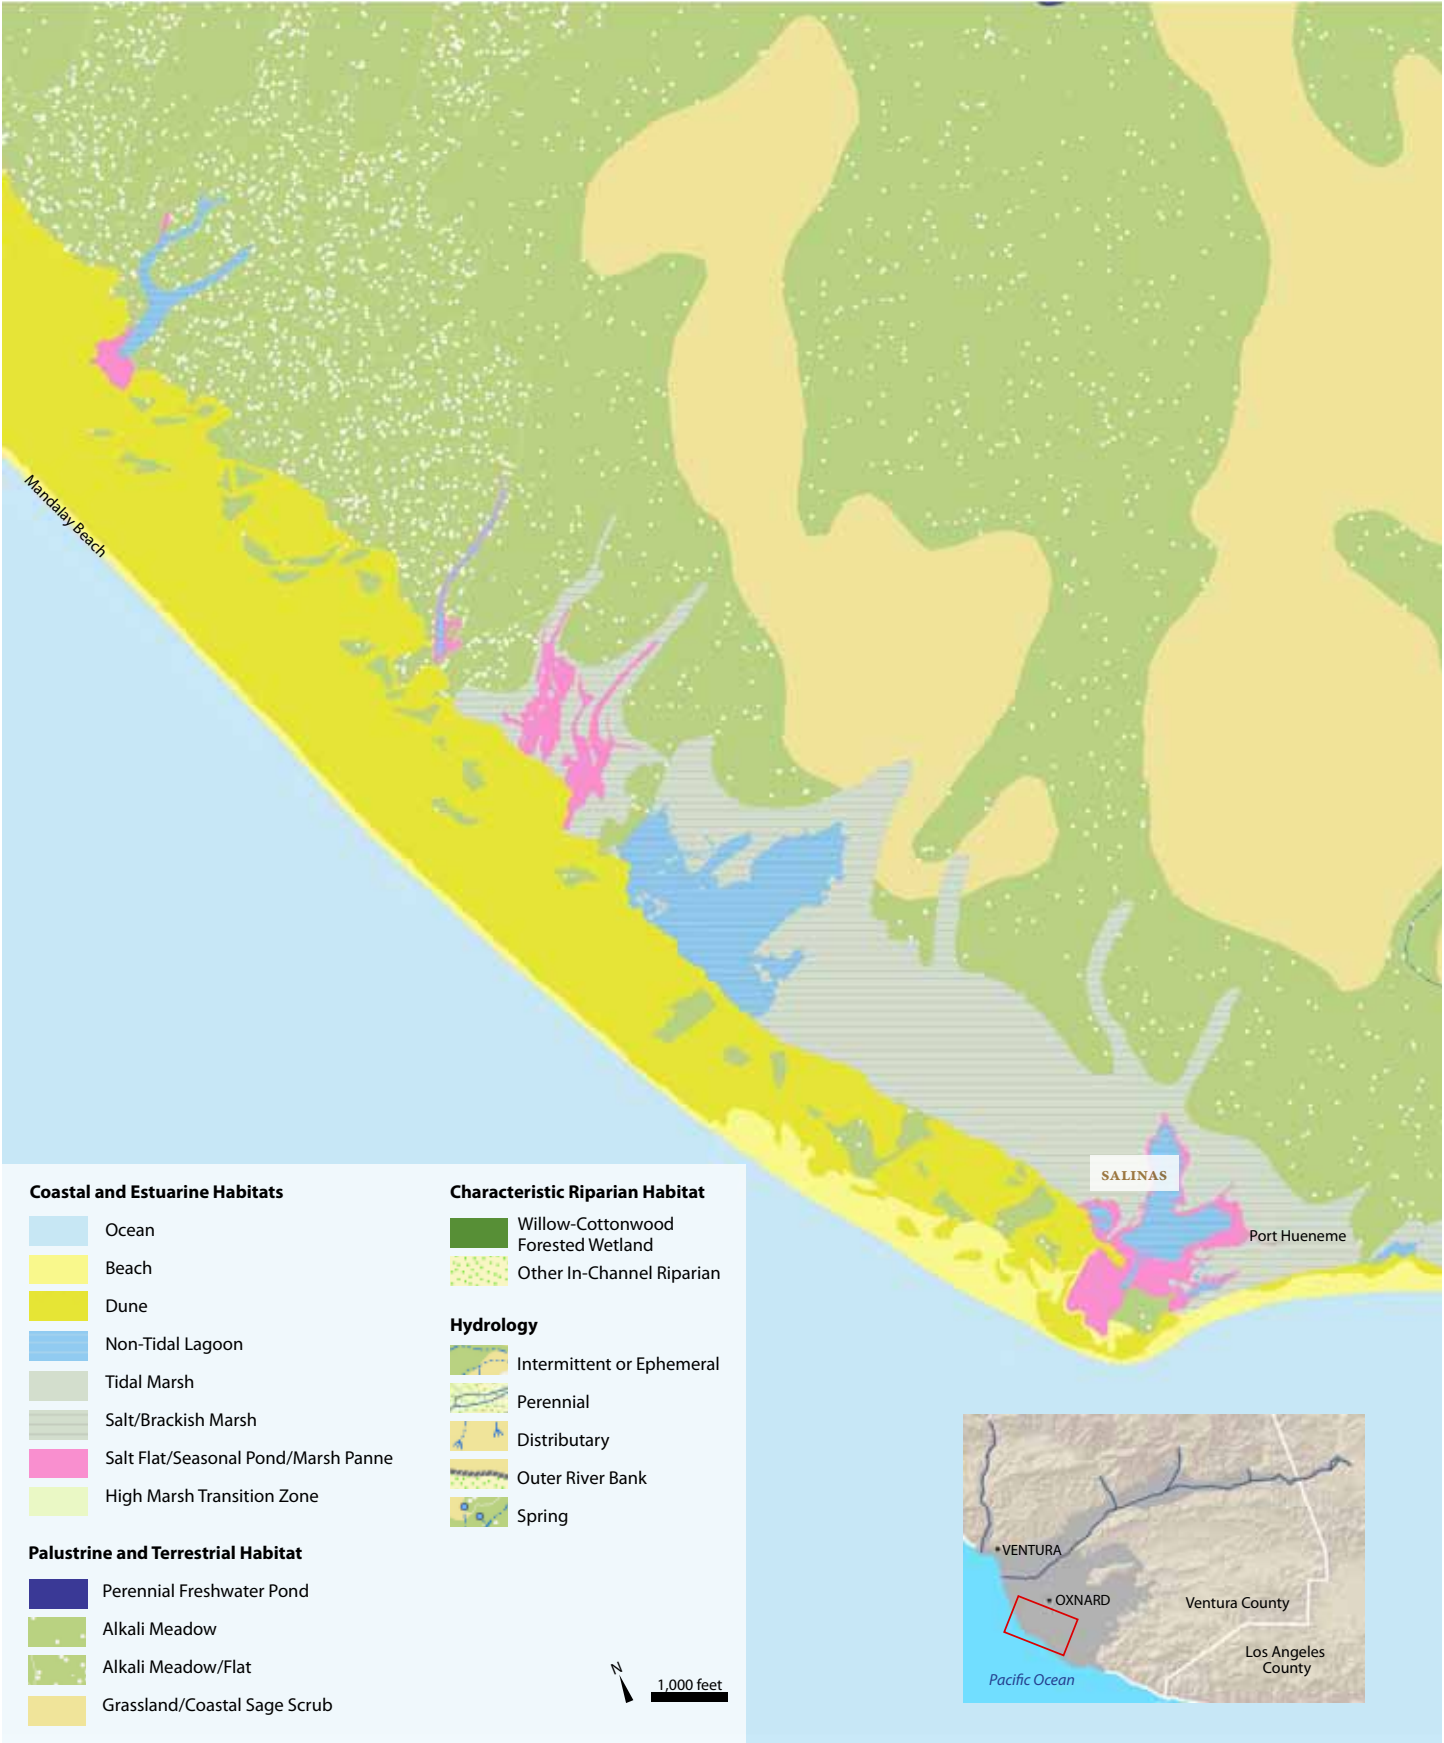 Mandalay Beach
SALINAS
Port Hueneme
Coastal and Estuarine Habitats
Ocean
Beach
Dune
Non-Tidal Lagoon
Tidal Marsh
Salt/Brackish Marsh
Salt Flat/Seasonal Pond/Marsh Panne
High Marsh Transition Zone
Palustrine and Terrestrial Habitat
Perennial Freshwater Pond
Alkali Meadow
Alkali Meadow/Flat
Grassland/Coastal Sage Scrub
Characteristic Riparian Habitat
Willow-Cottonwood
Forested Wetland
Other In-Channel Riparian
Hydrology
Intermittent or Ephemeral
Perennial
Distributary
Outer River Bank
Spring
N
1,000 feet
VENTURA
OXNARD
Ventura County
Los Angeles
County
Pacific Ocean